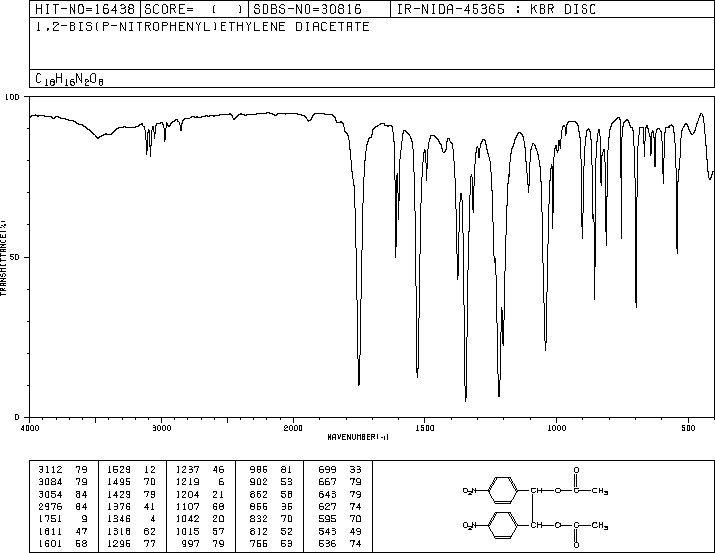 HIT-NO=16438 SCORE= ( ) SDBS-NO=30816 IR-NIDA-45365 : KBR DISC
1,2-BIS(P-NITROPHENYL)ETHYLENE DIACETATE
C18H16N2O8
100
50
0
TRANSMITTANCE(%)
4000 3000 2000 1500 1000 500
WAVENUMBER(-1)
3112 79 1529 12 1237 46 986 81 699 33
3084 79 1495 70 1219 6 902 53 667 79
3054 84 1429 79 1204 21 862 58 643 79
2976 84 1376 41 1107 68 856 36 627 74
1751 9 1346 4 1042 20 832 70 595 70
1611 47 1318 62 1015 57 812 52 543 49
1601 58 1296 77 997 79 755 53 536 74
O
O2N CH O C CH3
O
O2N CH O C CH3